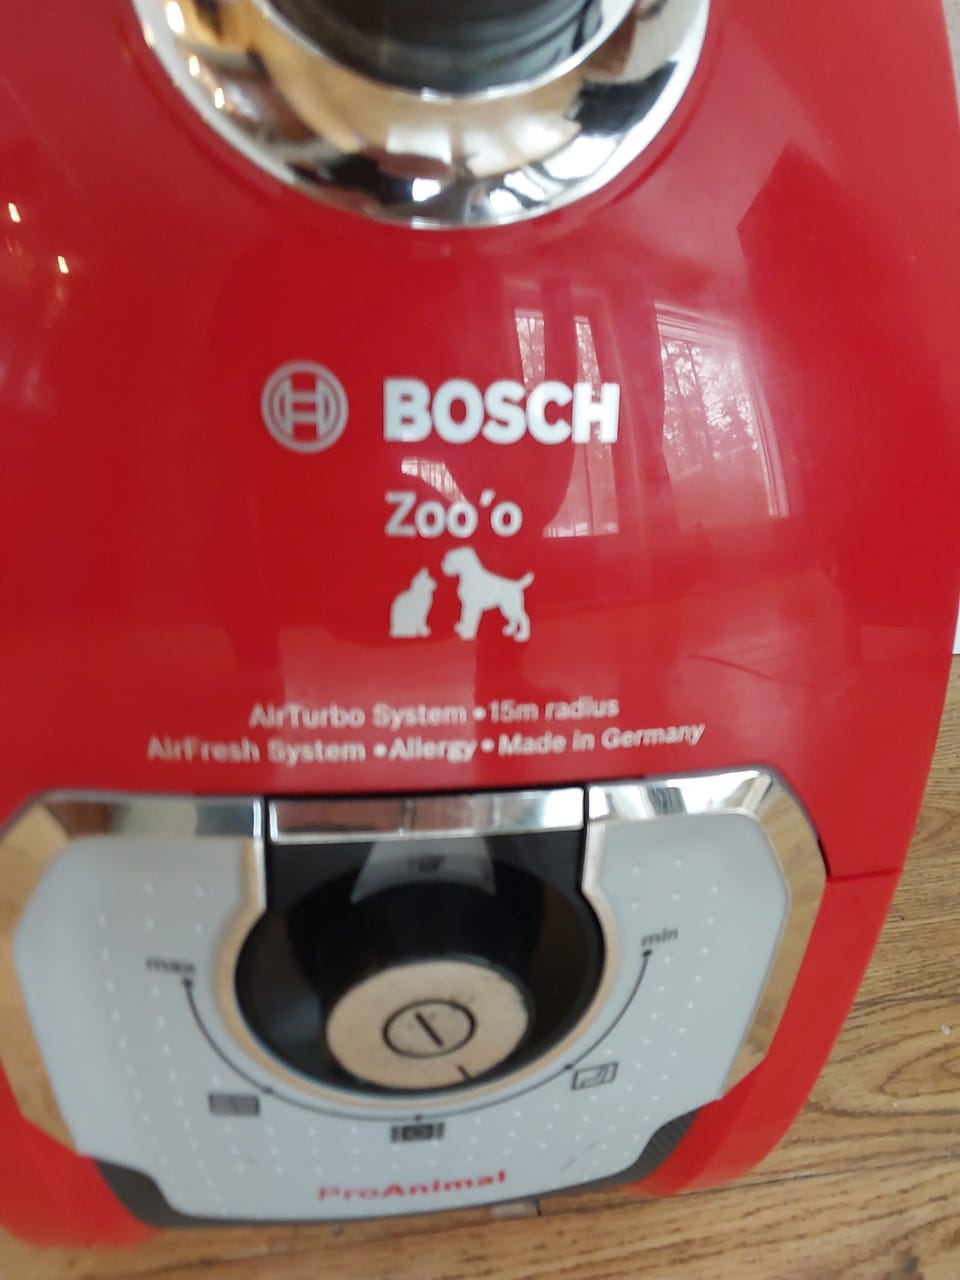 BOSCH
Zoo'o
AirTurbo System • 15m radius
AirFresh System • Allergy • Made in Germany
max
min
ProAnimal